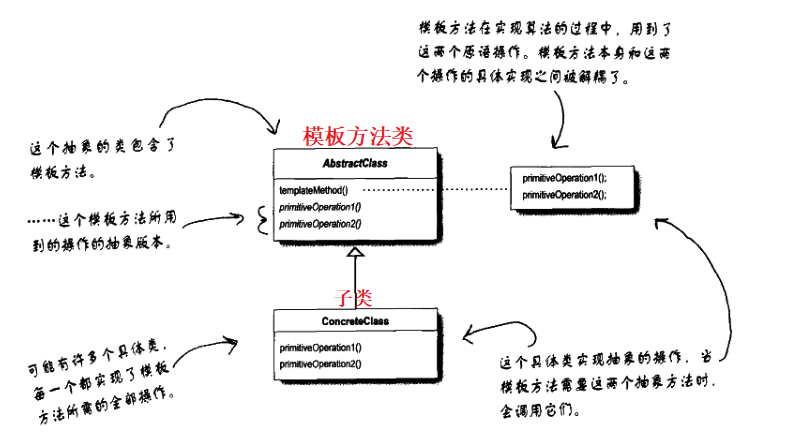 模板方法在实现算法的过程中，用到了
这两个原语操作。模板方法本身和这两
个操作的具体实现之间被解耦了。
模板方法类
这个抽象的类包含了
模板方法。
AbstractClass
templateMethod()
primitiveOperation1()
primitiveOperation2()
primitiveOperation1();
primitiveOperation2();
……这个模板方法所用
到的操作的抽象版本。
子类
ConcreteClass
primitiveOperation1()
primitiveOperation2()
可能有许多个具体类，
每一个都实现了模板
方法所需的全部操作。
这个具体类实现抽象的操作，当
模板方法需要这两个抽象方法时，
会调用它们。